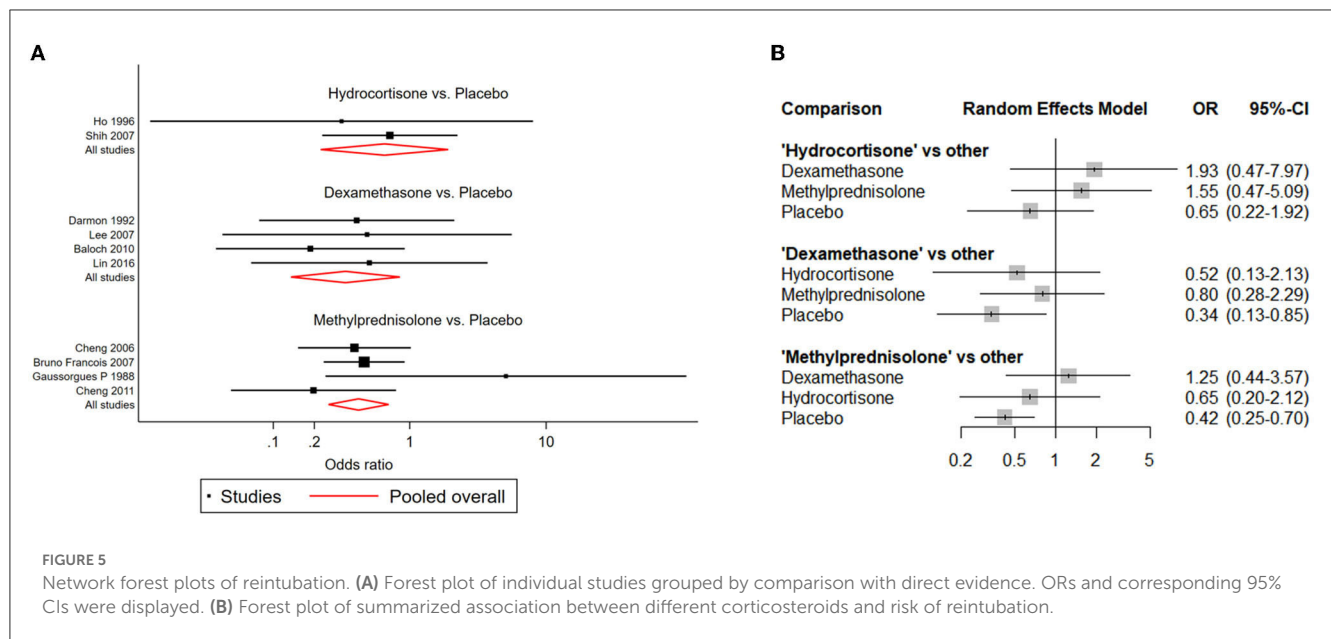 A
Hydrocortisone vs. Placebo
Ho 1996
Shih 2007
All studies
Dexamethasone vs. Placebo
Darmon 1992
Lee 2007
Baloch 2010
Lin 2016
All studies
Methylprednisolone vs. Placebo
Cheng 2006
Bruno Francois 2007
Gaussorgues P 1988
Cheng 2011
All studies
.1 .2 1 10
Odds ratio
Studies Pooled overall
B
Comparison Random Effects Model OR 95%-CI
'Hydrocortisone' vs other
Dexamethasone 1.93 (0.47-7.97)
Methylprednisolone 1.55 (0.47-5.09)
Placebo 0.65 (0.22-1.92)
'Dexamethasone' vs other
Hydrocortisone 0.52 (0.13-2.13)
Methylprednisolone 0.80 (0.28-2.29)
Placebo 0.34 (0.13-0.85)
'Methylprednisolone' vs other
Dexamethasone 1.25 (0.44-3.57)
Hydrocortisone 0.65 (0.20-2.12)
Placebo 0.42 (0.25-0.70)
0.2 0.5 1 2 5
FIGURE 5
Network forest plots of reintubation. (A) Forest plot of individual studies grouped by comparison with direct evidence. ORs and corresponding 95%
CIs were displayed. (B) Forest plot of summarized association between different corticosteroids and risk of reintubation.